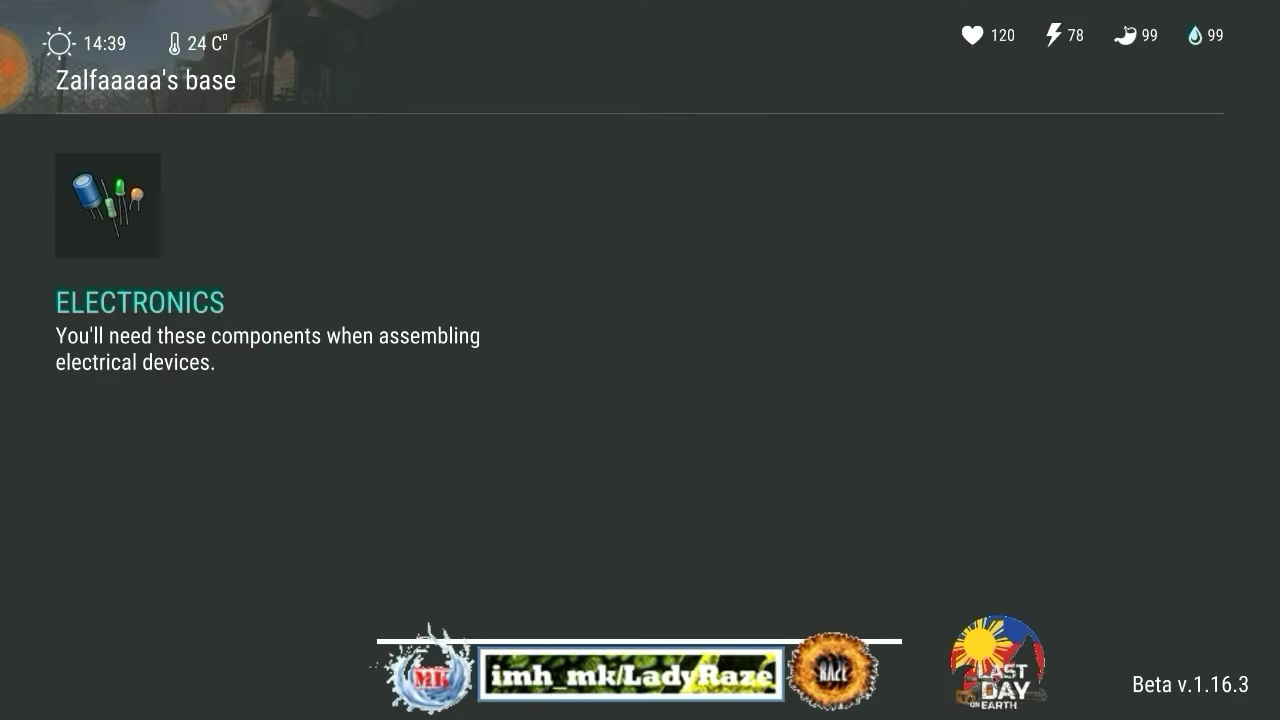 14:39 24 C°
120 78 99 99
Zalfaaaaa's base
ELECTRONICS
You'll need these components when assembling
electrical devices.
MK
imh_mk/LadyRaze
RAZE
LAST
DAY
ON EARTH
Beta v.1.16.3